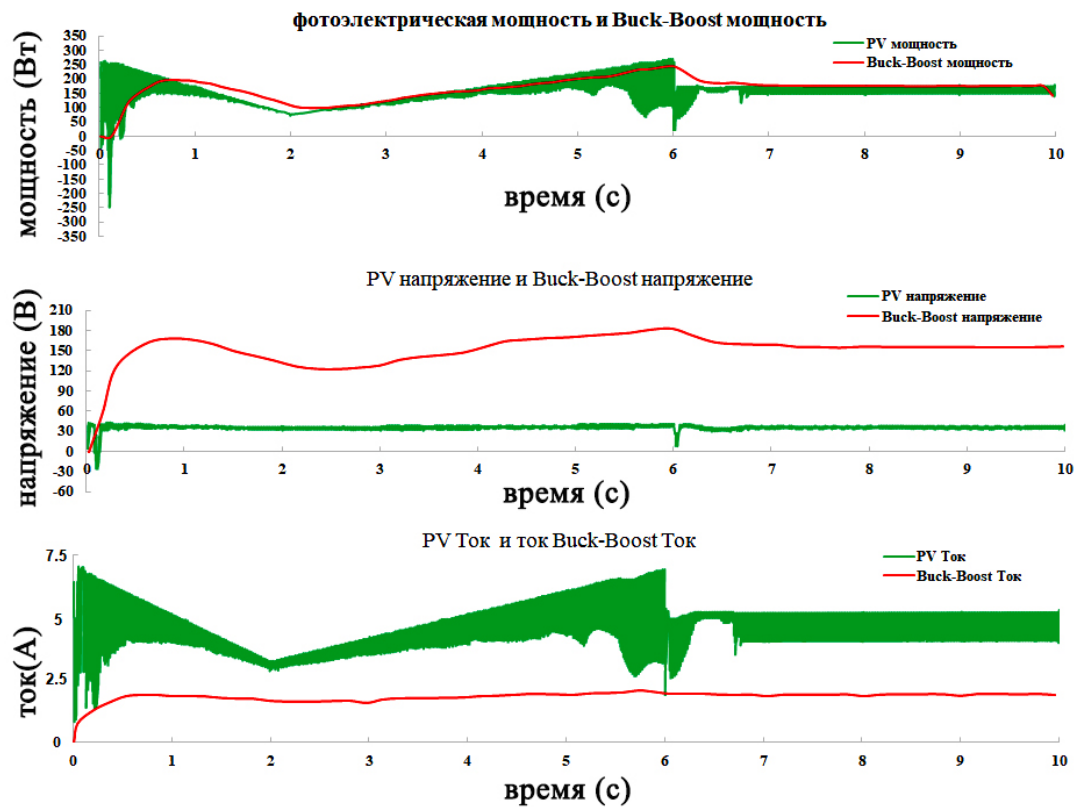 фотоэлектрическая мощность и Buck-Boost мощность
PV мощность
Buck-Boost мощность
мощность (Вт)
350
300
250
200
150
100
50
0
-50
-100
-150
-200
-250
-300
-350
0 1 2 3 4 5 6 7 8 9 10
время (с)
PV напряжение и Buck-Boost напряжение
PV напряжение
Buck-Boost напряжение
напряжение (В)
210
180
150
120
90
60
30
0
-30
-60
0 1 2 3 4 5 6 7 8 9 10
время (с)
PV Ток и ток Buck-Boost Ток
PV Ток
Buck-Boost Ток
ток(А)
7.5
5
2.5
0
0 1 2 3 4 5 6 7 8 9 10
время (с)